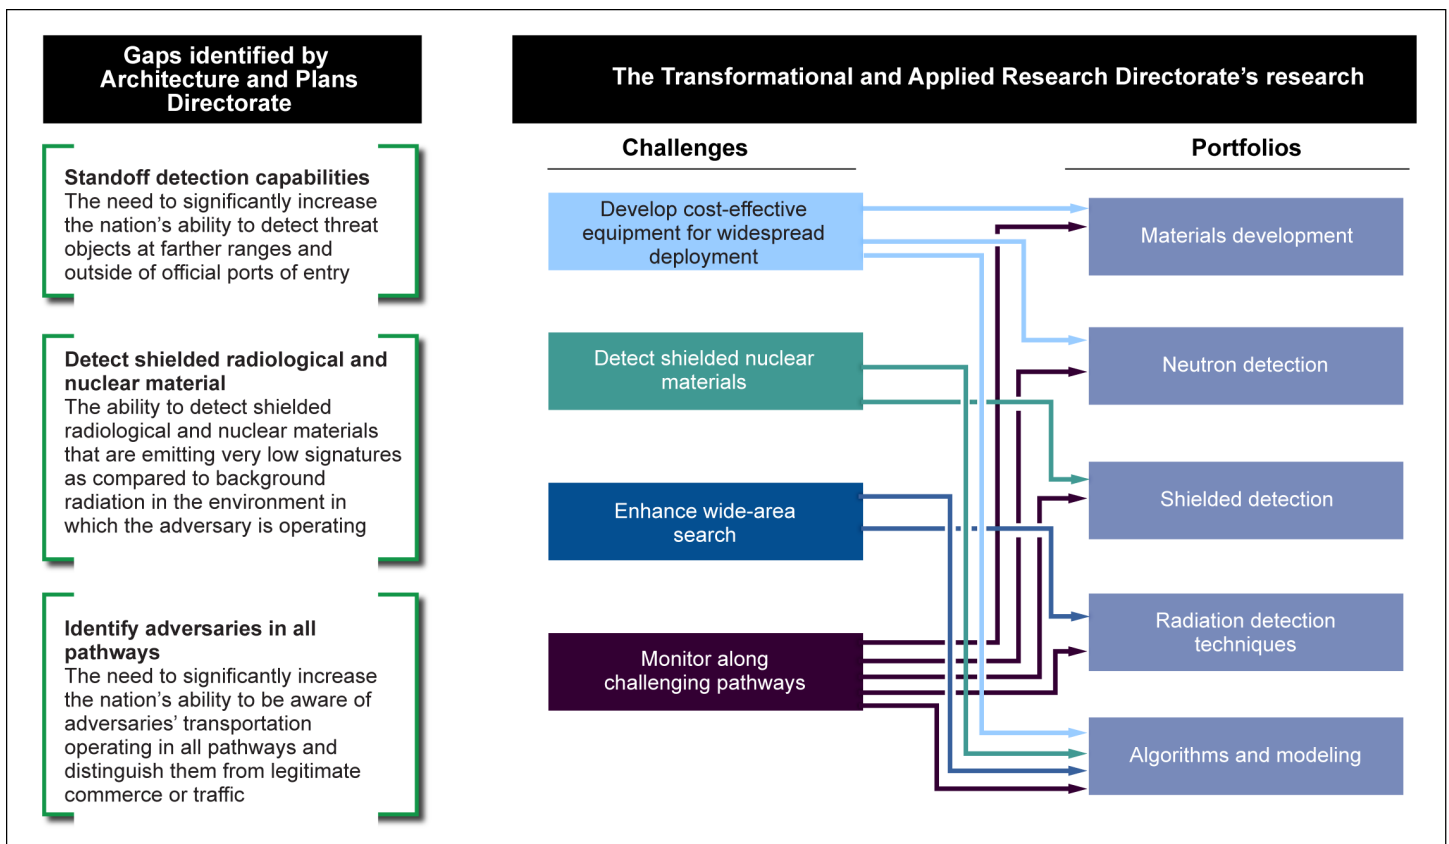 Gaps identified by
Architecture and Plans
Directorate
Standoff detection capabilities
The need to significantly increase
the nation's ability to detect threat
objects at farther ranges and
outside of official ports of entry
Detect shielded radiological and
nuclear material
The ability to detect shielded
radiological and nuclear materials
that are emitting very low signatures
as compared to background
radiation in the environment in
which the adversary is operating
Identify adversaries in all
pathways
The need to significantly increase
the nation's ability to be aware of
adversaries' transportation
operating in all pathways and
distinguish them from legitimate
commerce or traffic
The Transformational and Applied Research Directorate's research
Challenges
Develop cost-effective
equipment for widespread
deployment
Detect shielded nuclear
materials
Enhance wide-area
search
Monitor along
challenging pathways
Portfolios
Materials development
Neutron detection
Shielded detection
Radiation detection
techniques
Algorithms and modeling